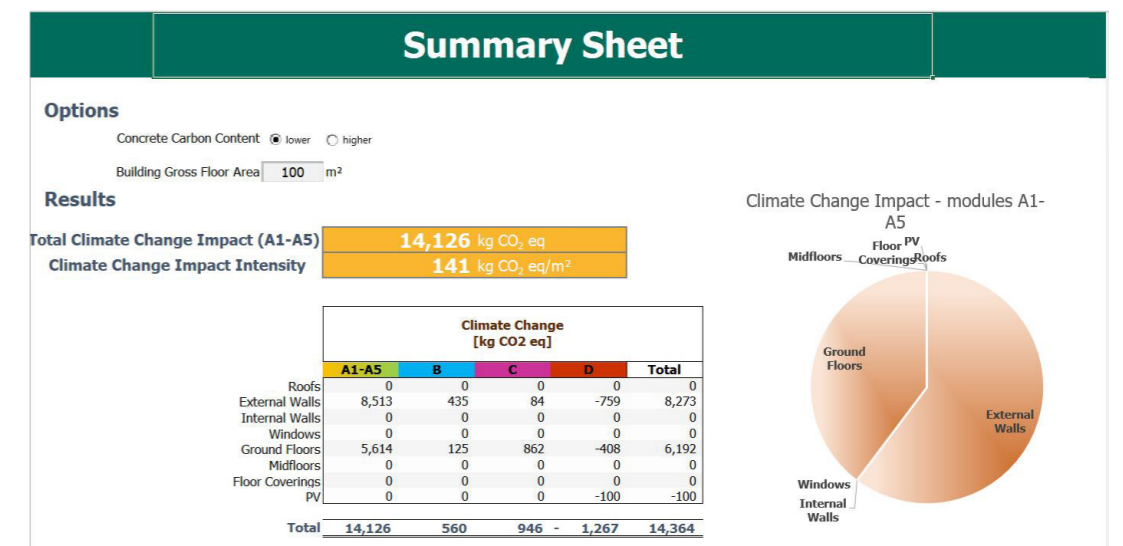 Summary Sheet
Options
Concrete Carbon Content lower higher
Building Gross Floor Area 100 m²
Results
Total Climate Change Impact (A1-A5) 14,126 kg CO₂ eq
Climate Change Impact Intensity 141 kg CO₂ eq/m²
Climate Change
[kg CO2 eq]
A1-A5 B C D Total
Roofs 0 0 0 0 0
External Walls 8,513 435 84 -759 8,273
Internal Walls 0 0 0 0 0
Windows 0 0 0 0 0
Ground Floors 5,614 125 862 -408 6,192
Midfloors 0 0 0 0 0
Floor Coverings 0 0 0 0 0
PV 0 0 0 -100 -100
Total 14,126 560 946 - 1,267 14,364
Climate Change Impact - modules A1-
A5
Floor PV
Midfloors Coverings Roofs
Ground
Floors
External
Walls
Windows
Internal
Walls